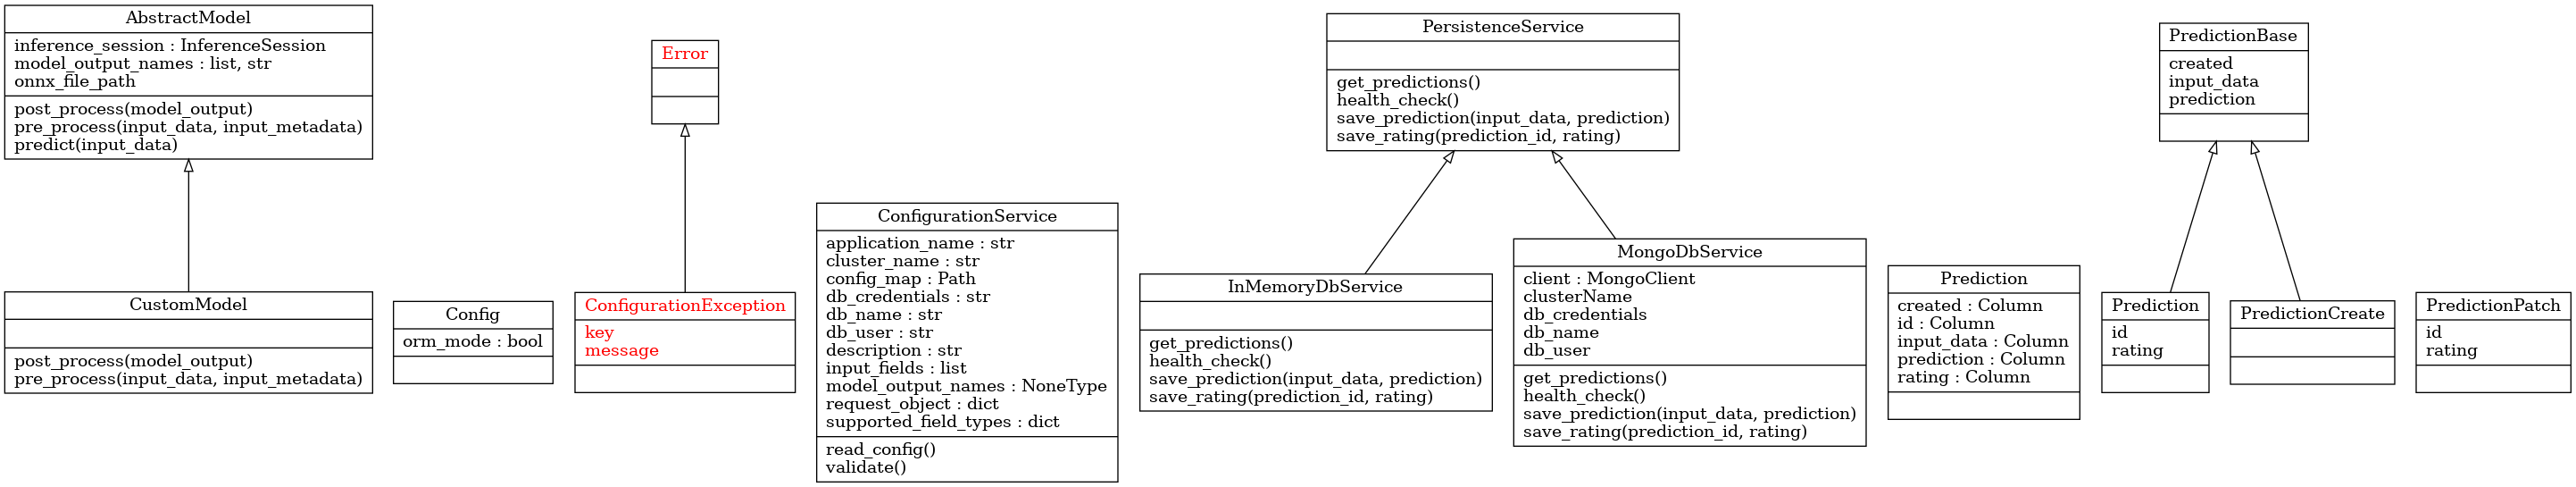 AbstractModel
inference_session : InferenceSession
model_output_names : list, str
onnx_file_path
post_process(model_output)
pre_process(input_data, input_metadata)
predict(input_data)
CustomModel
post_process(model_output)
pre_process(input_data, input_metadata)
Config
orm_mode : bool
Error
ConfigurationException
key
message
ConfigurationService
application_name : str
cluster_name : str
config_map : Path
db_credentials : str
db_name : str
db_user : str
description : str
input_fields : list
model_output_names : NoneType
request_object : dict
supported_field_types : dict
read_config()
validate()
PersistenceService
get_predictions()
health_check()
save_prediction(input_data, prediction)
save_rating(prediction_id, rating)
InMemoryDbService
get_predictions()
health_check()
save_prediction(input_data, prediction)
save_rating(prediction_id, rating)
MongoDbService
client : MongoClient
clusterName
db_credentials
db_name
db_user
get_predictions()
health_check()
save_prediction(input_data, prediction)
save_rating(prediction_id, rating)
Prediction
created : Column
id : Column
input_data : Column
prediction : Column
rating : Column
PredictionBase
created
input_data
prediction
Prediction
id
rating
PredictionCreate
PredictionPatch
id
rating